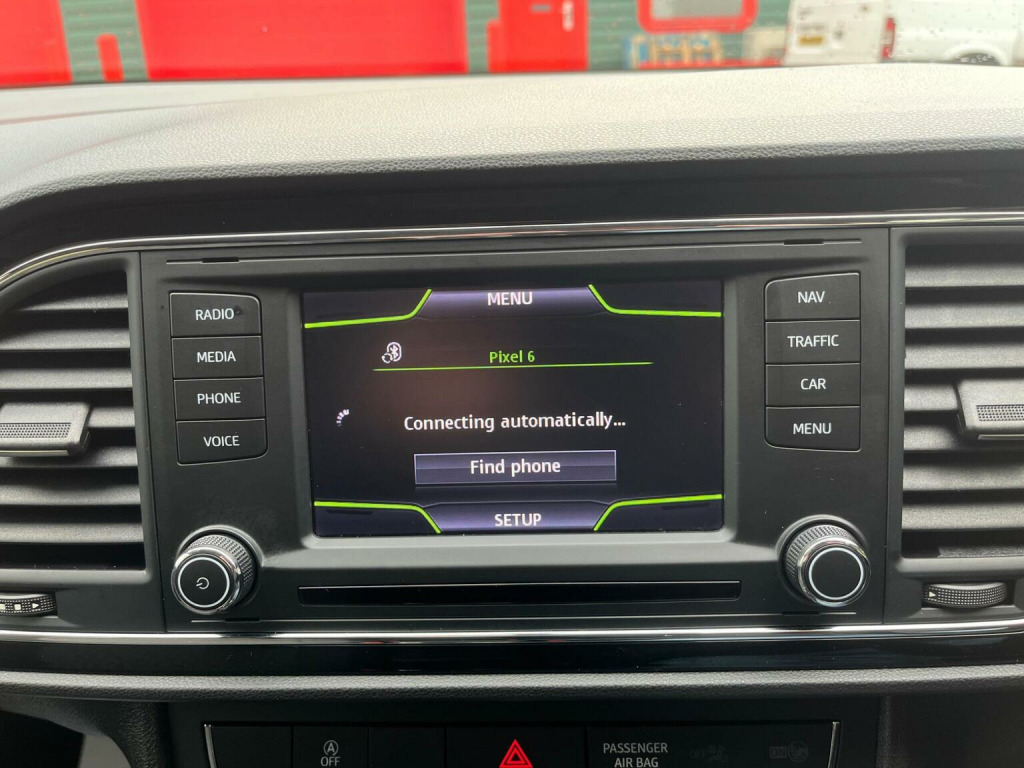 RADIO
MEDIA
PHONE
VOICE
MENU
Pixel 6
Connecting automatically...
Find phone
SETUP
NAV
TRAFFIC
CAR
MENU
A
OFF
PASSENGER
AIR BAG